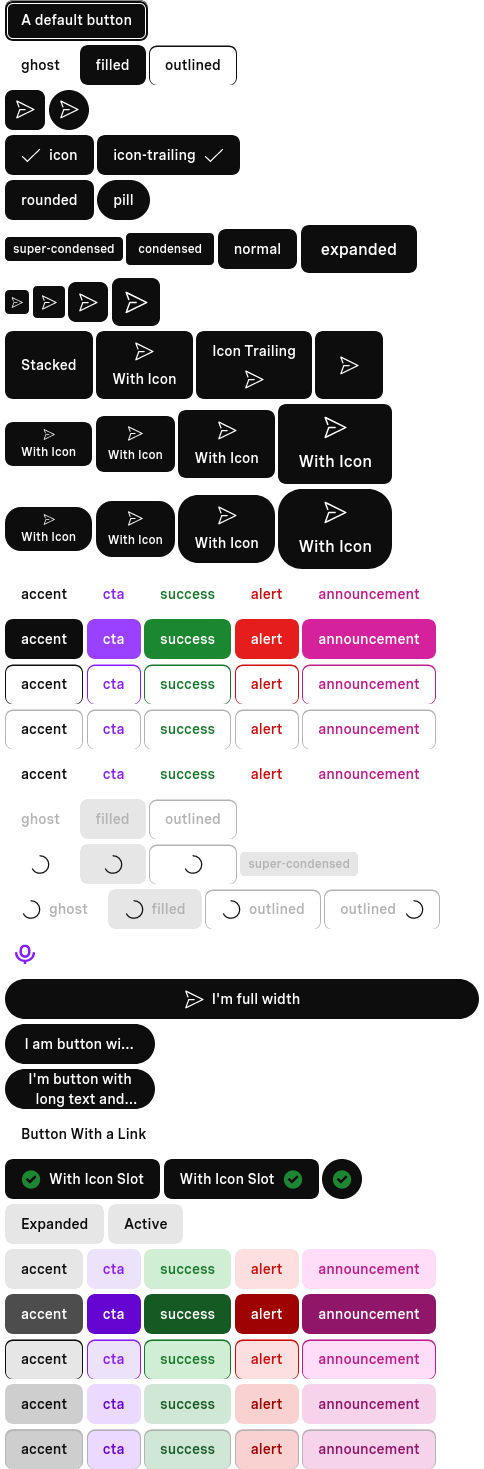 A default button
ghost filled outlined
icon icon-trailing
rounded pill
super-condensed condensed normal expanded
Stacked With Icon Icon Trailing
With Icon With Icon With Icon With Icon
With Icon With Icon With Icon With Icon
accent cta success alert announcement
accent cta success alert announcement
accent cta success alert announcement
accent cta success alert announcement
accent cta success alert announcement
ghost filled outlined
super-condensed
ghost filled outlined outlined
I'm full width
I am button wi...
I'm button with
long text and...
Button With a Link
With Icon Slot With Icon Slot
Expanded Active
accent cta success alert announcement
accent cta success alert announcement
accent cta success alert announcement
accent cta success alert announcement
accent cta success alert announcement